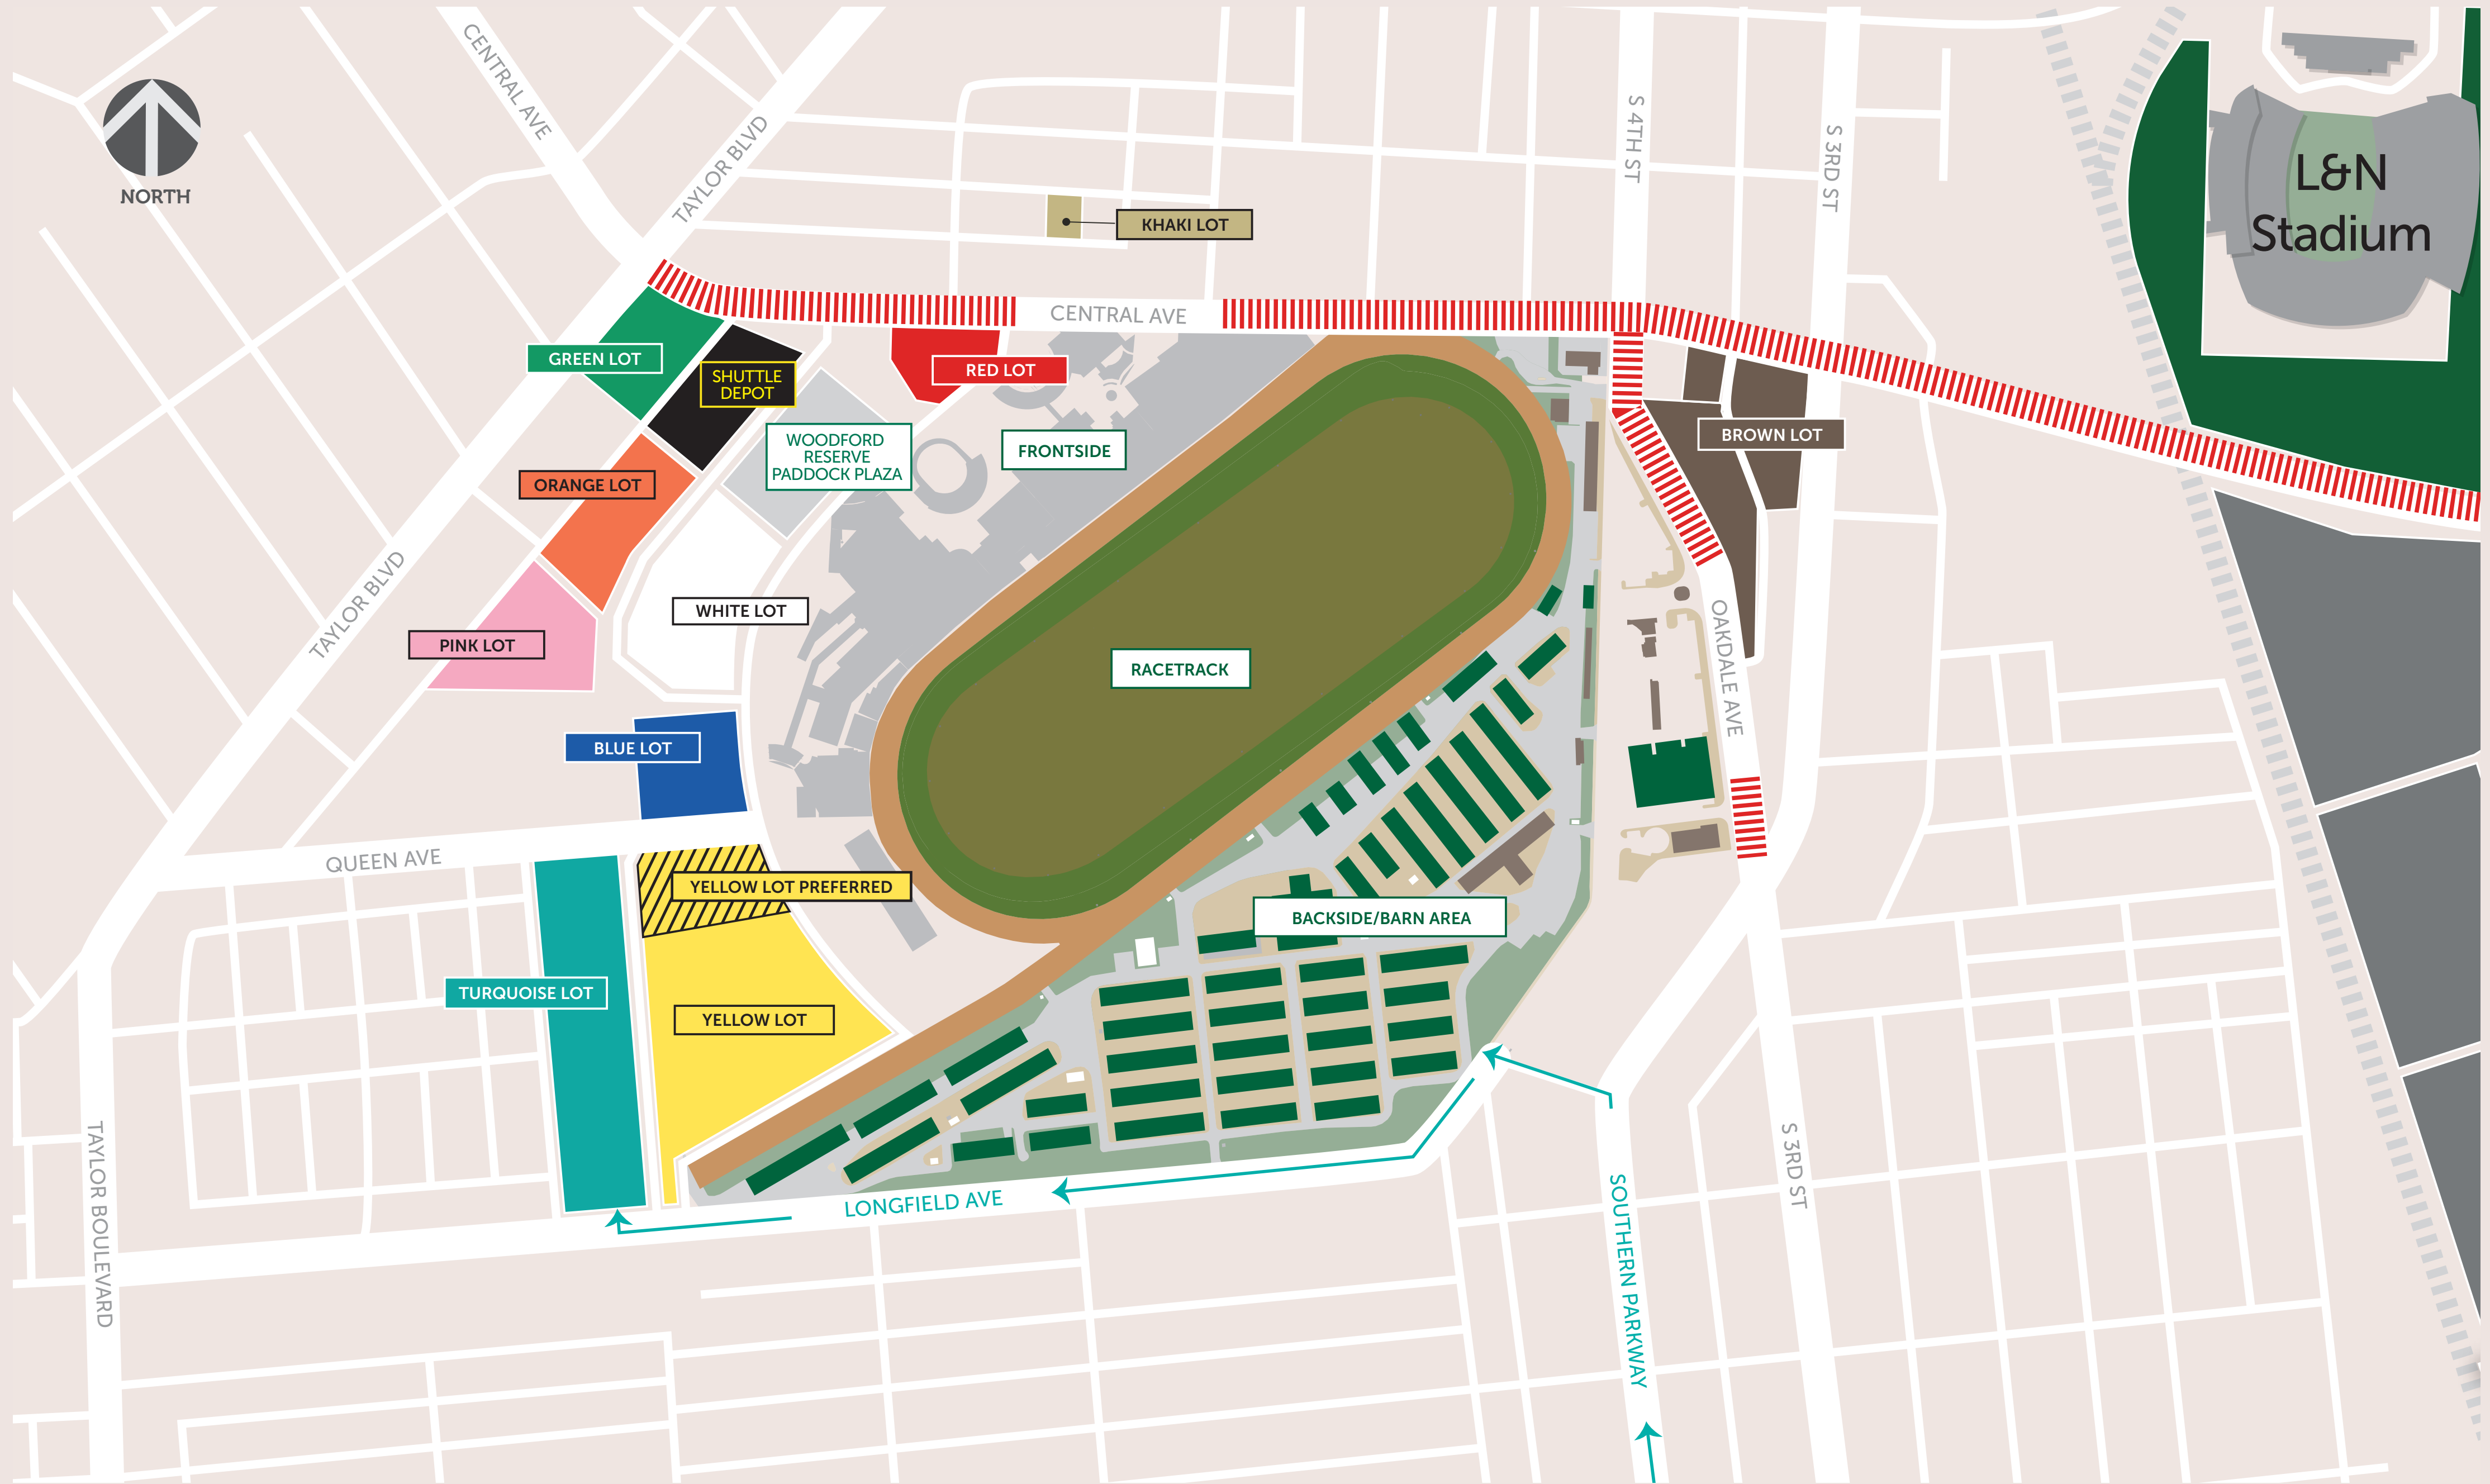 CENTRAL AVE
TAYLOR BLVD
S 4TH ST
S 3RD ST
L&N
Stadium
NORTH
KHAKI LOT
CENTRAL AVE
GREEN LOT
SHUTTLE
DEPOT
RED LOT
BROWN LOT
WOODFORD
RESERVE
PADDOCK PLAZA
FRONTSIDE
ORANGE LOT
TAYLOR BLVD
WHITE LOT
PINK LOT
RACETRACK
OAKDALE AVE
BLUE LOT
QUEEN AVE
YELLOW LOT PREFERRED
BACKSIDE/BARN AREA
TURQUOISE LOT
YELLOW LOT
LONGFIELD AVE
TAYLOR BOULEVARD
SOUTHERN PARKWAY
S 3RD ST